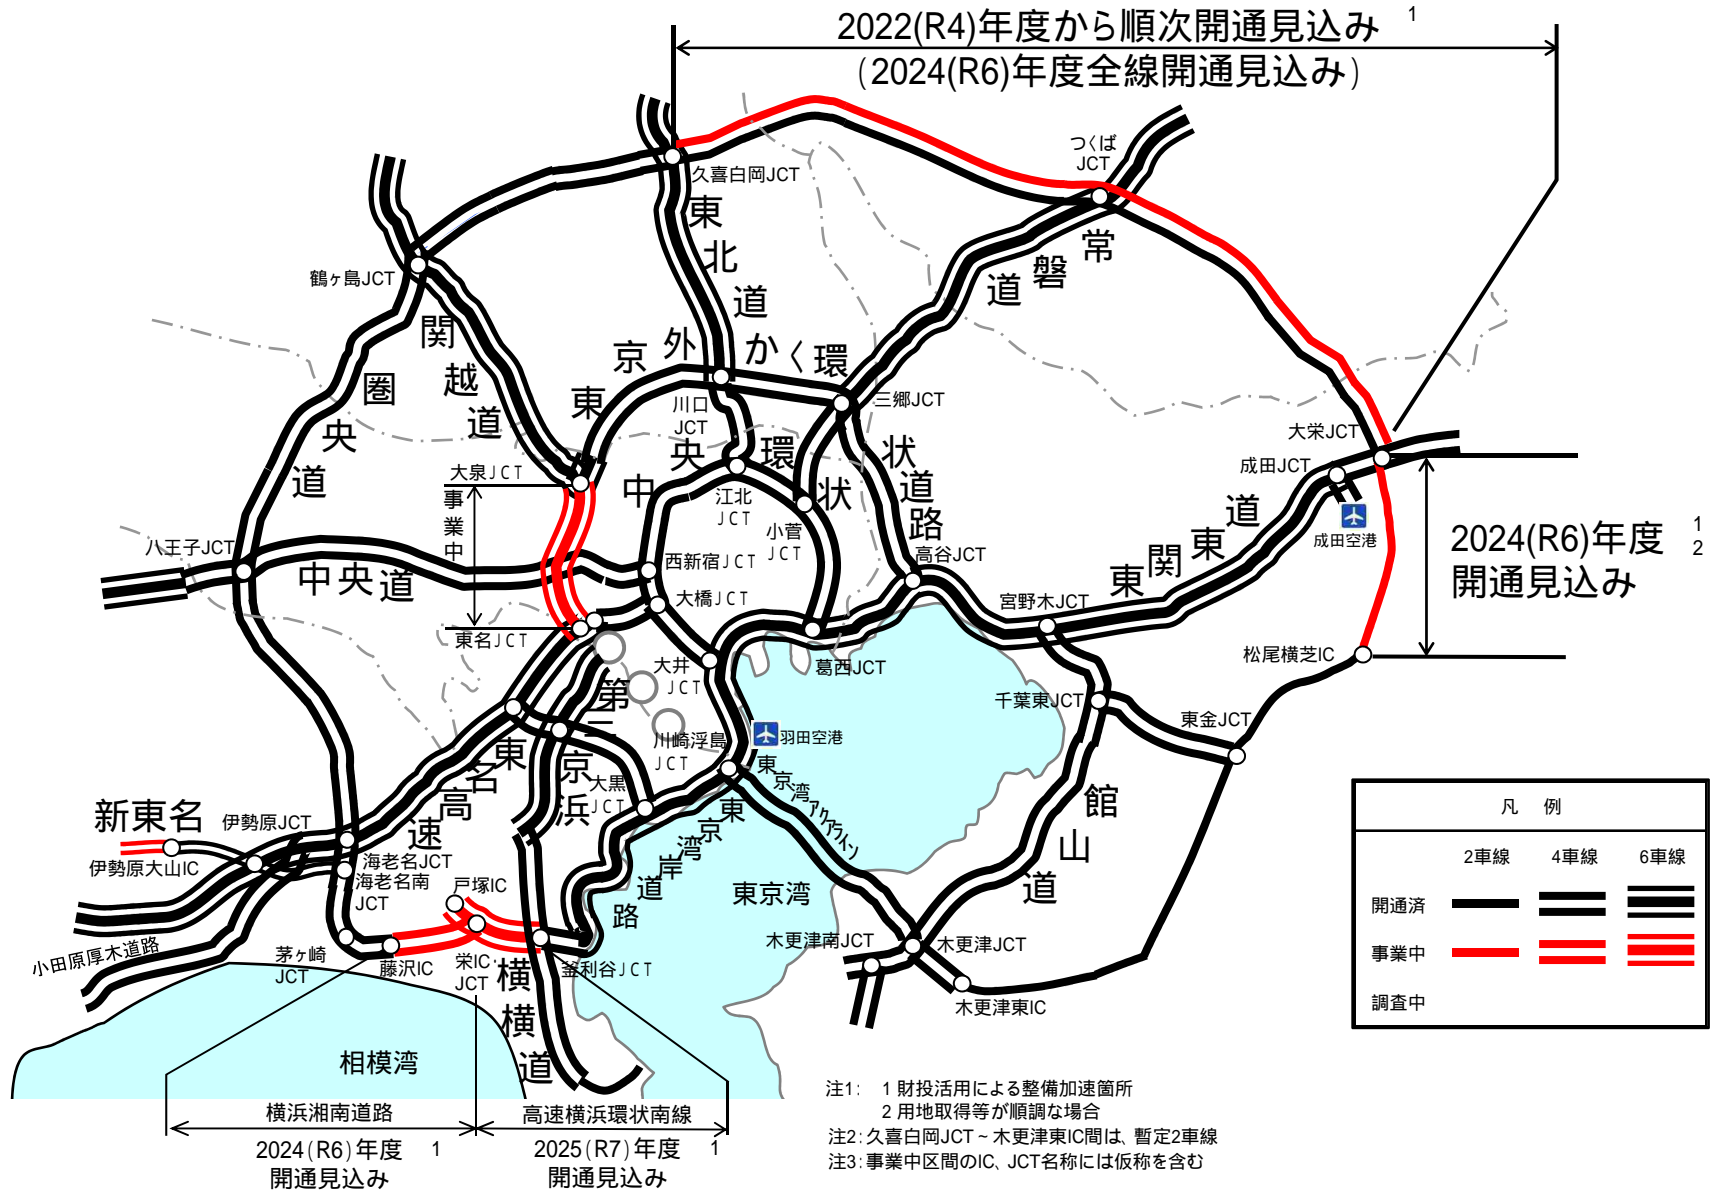 2022(R4)年度から順次開通見込み 1
(2024(R6)年度全線開通見込み)
つくば
JCT
久喜白岡JCT
東北道
常磐道
鶴ヶ島JCT
関越道
圏央道
東京外かく環状道路
川口
JCT
三郷JCT
大栄JCT
成田JCT
成田空港
大泉JCT
事業中
中央環状
江北
JCT
小菅
JCT
高谷JCT
東関東道
2024(R6)年度 1
2
開通見込み
八王子JCT
中央道
西新宿JCT
大橋JCT
宮野木JCT
東名JCT
大井
JCT
葛西JCT
松尾横芝IC
千葉東JCT
東金JCT
第三京浜
川崎浮島
JCT
羽田空港
東京湾アクアライン
東名高速
大黒
JCT
東京湾岸道路
館山道
新東名
伊勢原JCT
伊勢原大山IC
海老名JCT
海老名南
JCT
戸塚IC
東京湾
小田原厚木道路
茅ヶ崎
JCT
藤沢IC
栄IC.
JCT
釜利谷JCT
横横道
木更津南JCT
木更津JCT
木更津東IC
相模湾
横浜湘南道路
高速横浜環状南線
2024(R6)年度 1
開通見込み
2025(R7)年度 1
開通見込み
凡 例
2車線 4車線 6車線
開通済
事業中
調査中
注1: 1 財投活用による整備加速箇所
2 用地取得等が順調な場合
注2:久喜白岡JCT~木更津東IC間は、暫定2車線
注3:事業中区間のIC、JCT名称には仮称を含む